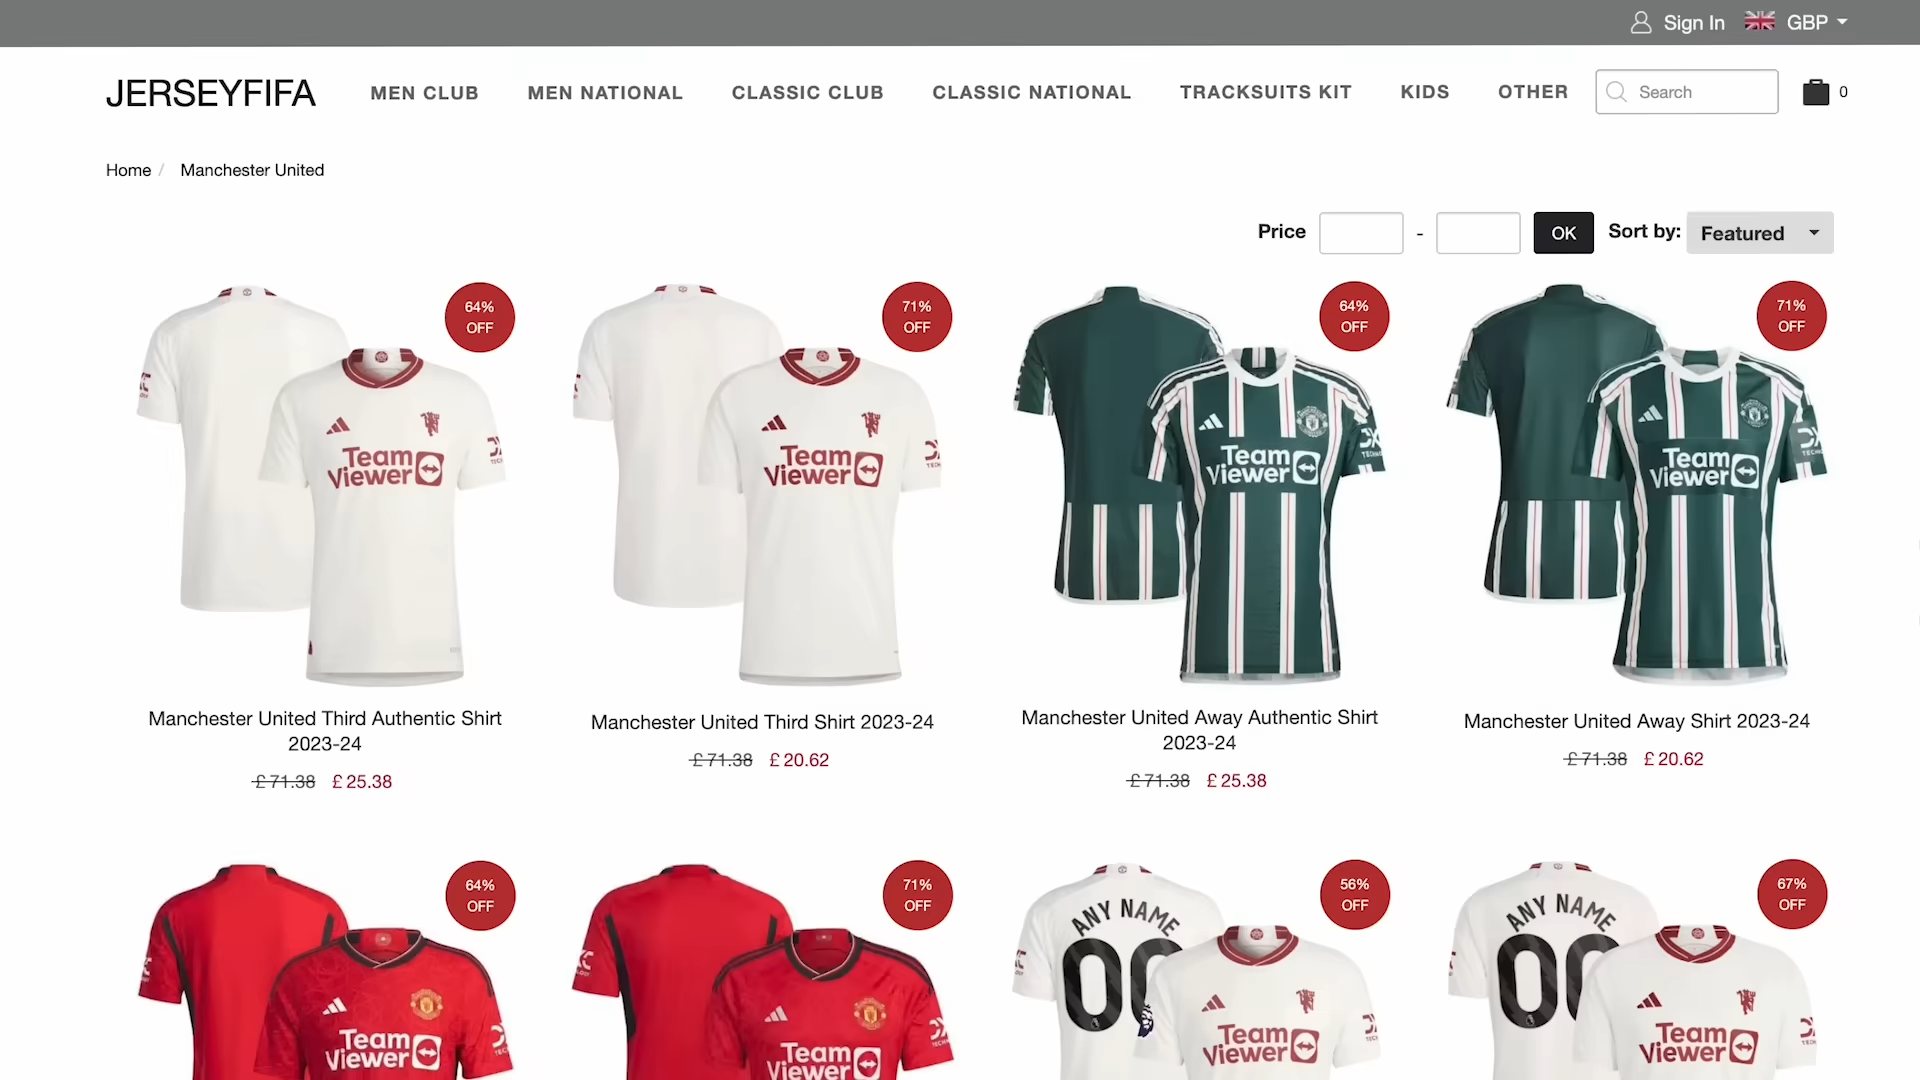 Sign In GBP
JERSEYFIFA MEN CLUB MEN NATIONAL CLASSIC CLUB CLASSIC NATIONAL TRACKSUITS KIT KIDS OTHER Search 0
Home / Manchester United
Price - OK Sort by: Featured
64%
OFF
71%
OFF
64%
OFF
71%
OFF
Team
Viewer
Team
Viewer
Team
Viewer
Team
Viewer
Manchester United Third Authentic Shirt
2023-24
£71.38 £25.38
Manchester United Third Shirt 2023-24
£71.38 £20.62
Manchester United Away Authentic Shirt
2023-24
£71.38 £25.38
Manchester United Away Shirt 2023-24
£71.38 £20.62
64%
OFF
71%
OFF
56%
OFF
67%
OFF
ANY NAME
00
ANY NAME
00
Team
Viewer
Team
Viewer
Team
Viewer
Team
Viewer